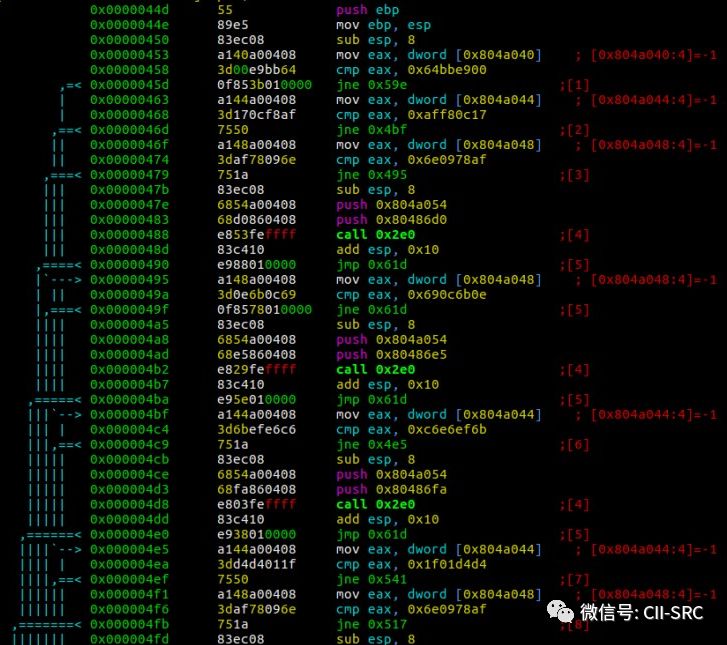 0x0000044d 55 push ebp
0x0000044e 89e5 mov ebp, esp
0x00000450 83ec08 sub esp, 8
0x00000453 a140a00408 mov eax, dword [0x804a040] ; [0x804a040:4]=-1
0x00000458 3d00e9bb64 cmp eax, 0x64bbe900
,=< 0x0000045d 0f853b010000 jne 0x59e ;[1]
| 0x00000463 a144a00408 mov eax, dword [0x804a044] ; [0x804a044:4]=-1
| 0x00000468 3d170cf8af cmp eax, 0xaff80c17
,==< 0x0000046d 7550 jne 0x4bf ;[2]
|| 0x0000046f a148a00408 mov eax, dword [0x804a048] ; [0x804a048:4]=-1
|| 0x00000474 3daf78096e cmp eax, 0x6e0978af
,===< 0x00000479 751a jne 0x495 ;[3]
||| 0x0000047b 83ec08 sub esp, 8
||| 0x0000047e 6854a00408 push 0x804a054
||| 0x00000483 68d0860408 push 0x80486d0
||| 0x00000488 e853feffff call 0x2e0 ;[4]
||| 0x0000048d 83c410 add esp, 0x10
,====< 0x00000490 e988010000 jmp 0x61d ;[5]
|`---> 0x00000495 a148a00408 mov eax, dword [0x804a048] ; [0x804a048:4]=-1
| || 0x0000049a 3d0e6b0c69 cmp eax, 0x690c6b0e
|,===< 0x0000049f 0f8578010000 jne 0x61d ;[5]
|||| 0x000004a5 83ec08 sub esp, 8
|||| 0x000004a8 6854a00408 push 0x804a054
|||| 0x000004ad 68e5860408 push 0x80486e5
|||| 0x000004b2 e829feffff call 0x2e0 ;[4]
|||| 0x000004b7 83c410 add esp, 0x10
,=====< 0x000004ba e95e010000 jmp 0x61d ;[5]
|||`--> 0x000004bf a144a00408 mov eax, dword [0x804a044] ; [0x804a044:4]=-1
||| | 0x000004c4 3d6befe6c6 cmp eax, 0xc6e6ef6b
|||,==< 0x000004c9 751a jne 0x4e5 ;[6]
||||| 0x000004cb 83ec08 sub esp, 8
||||| 0x000004ce 6854a00408 push 0x804a054
||||| 0x000004d3 68fa860408 push 0x80486fa
||||| 0x000004d8 e803feffff call 0x2e0 ;[4]
||||| 0x000004dd 83c410 add esp, 0x10
,======< 0x000004e0 e938010000 jmp 0x61d ;[5]
||||`--> 0x000004e5 a144a00408 mov eax, dword [0x804a044] ; [0x804a044:4]=-1
|||| | 0x000004ea 3dd4d4011f cmp eax, 0x1f01d4d4
||||,==< 0x000004ef 7550 jne 0x541 ;[7]
|||||| 0x000004f1 a148a00408 mov eax, dword [0x804a048] ; [0x804a048:4]=-1
|||||| 0x000004f6 3daf78096e cmp eax, 0x6e0978af
,=======< 0x000004fb 751a jne 0x517 ;[8]
||||||| 0x000004fd 83ec08 sub esp, 8
微信号: CII-SRC